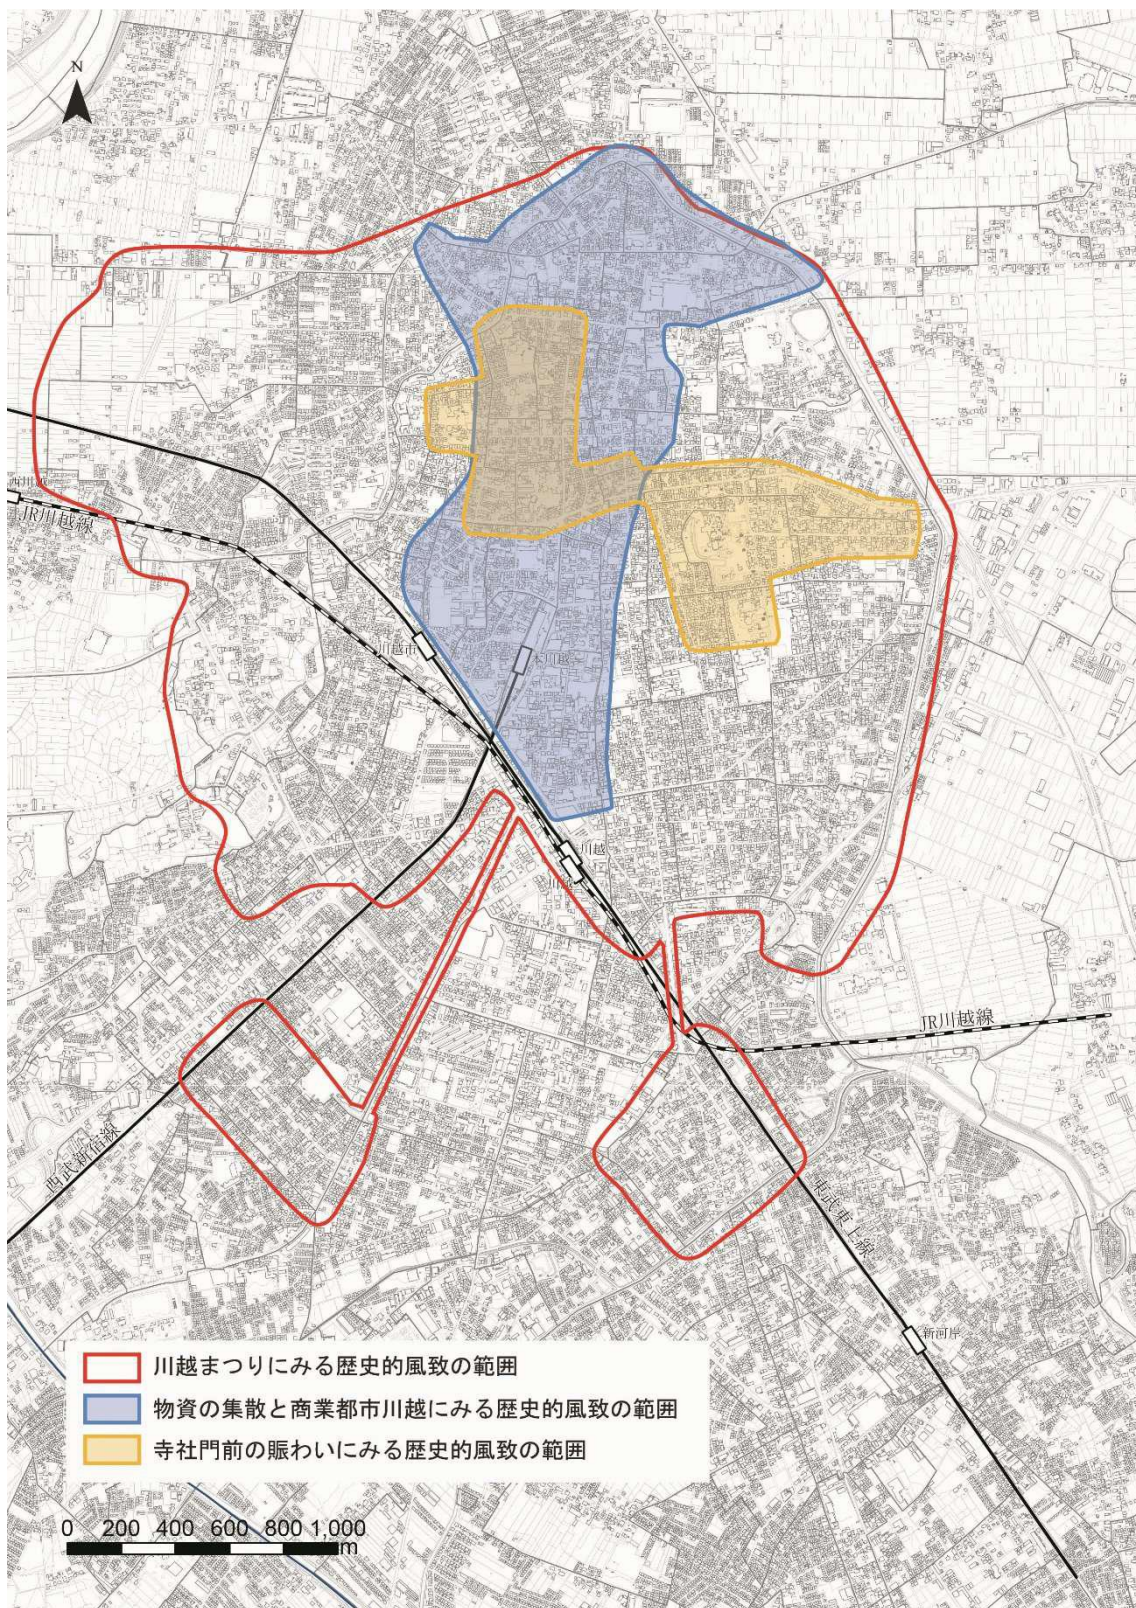 N
西川越
JR川越線
川越市
本川越
川越
川越
JR川越線
西武新宿線
東武東上線
新河岸
川越まつりにみる歴史的風致の範囲
物資の集散と商業都市川越にみる歴史的風致の範囲
寺社門前の賑わいにみる歴史的風致の範囲
0 200 400 600 800 1,000
m